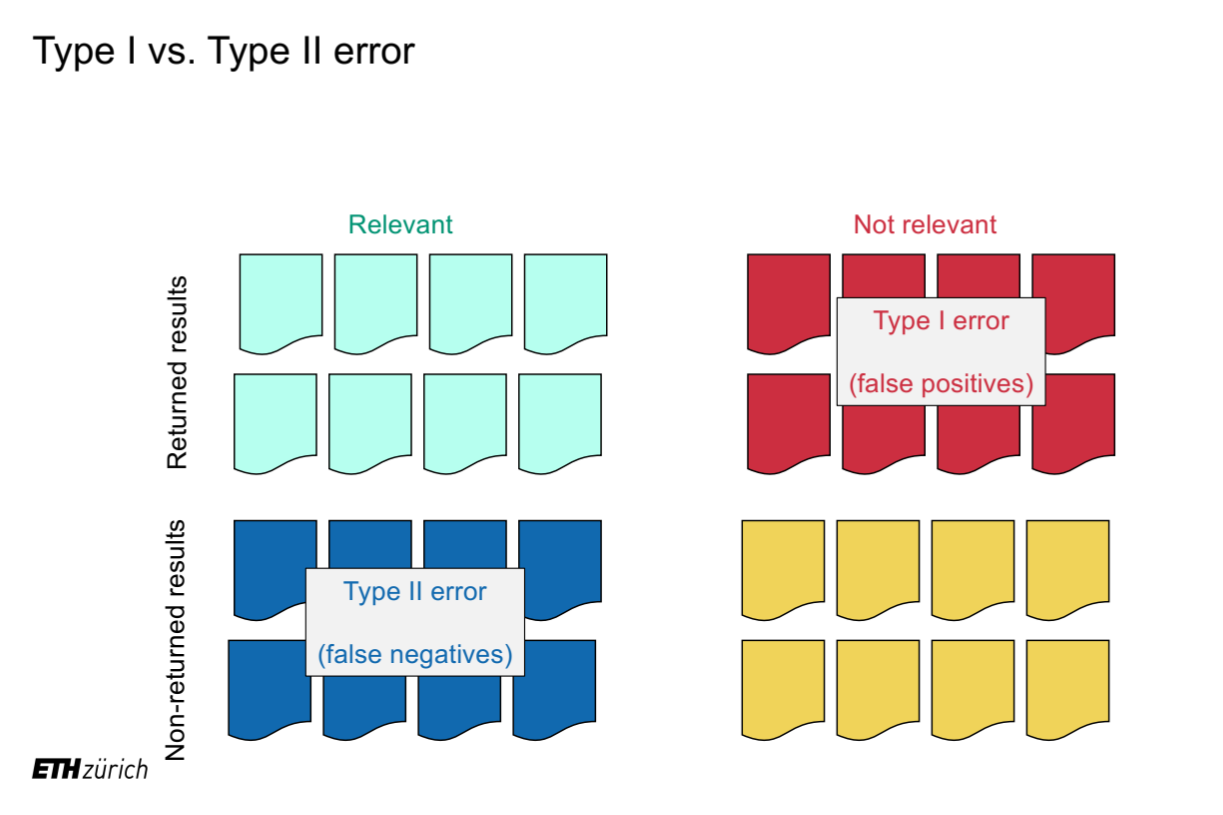 Type I vs. Type II error
Relevant
Not relevant
Returned results
Type I error
(false positives)
Non-returned results
Type II error
(false negatives)
ETH zürich